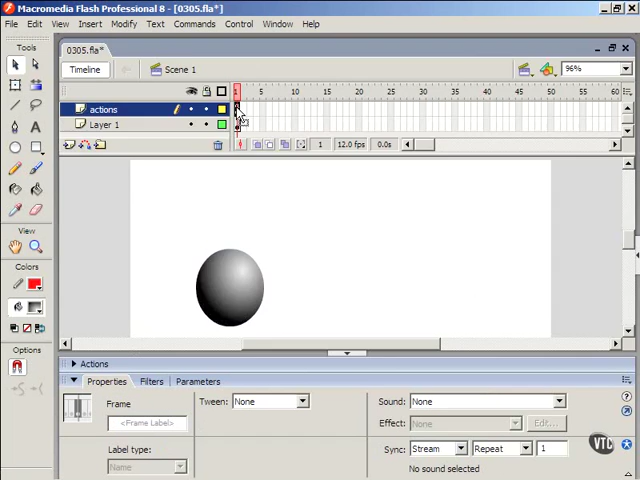 Macromedia Flash Professional 8 - [0305.fla*]
File Edit View Insert Modify Text Commands Control Window Help
Tools
0305.fla*
Timeline
Scene 1
96%
1 5 10 15 20 25 30 35 40 45 50 55 60
actions
Layer 1
1 12.0 fps 0.0s
A
View
Colors
Options
Actions
Properties Filters Parameters
Frame
<Frame Label>
Label type:
Name
Tween: None
Sound: None
Effect: None Edit...
Sync: Stream Repeat 1
No sound selected
VTC